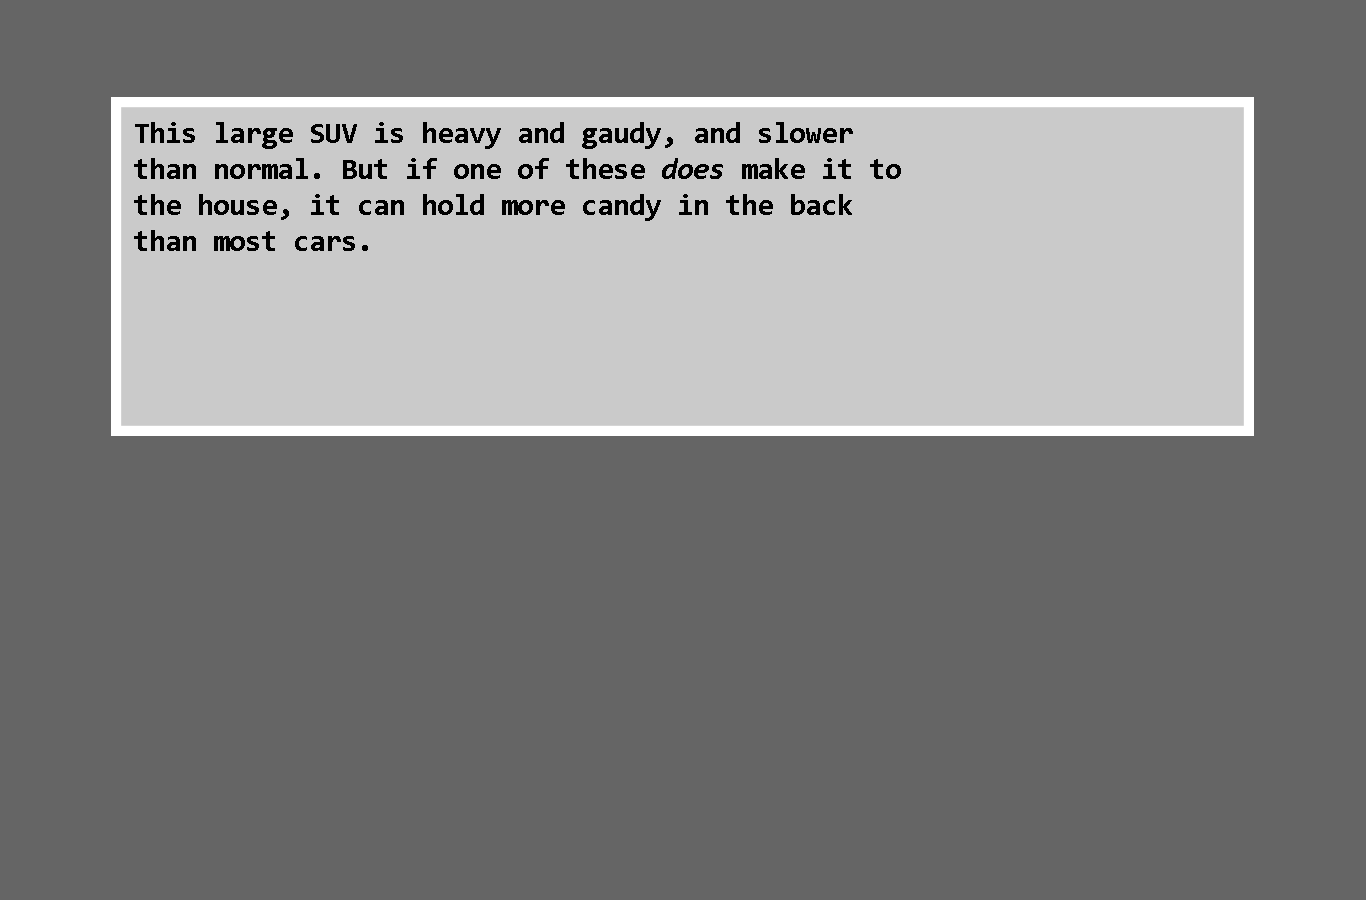 This large SUV is heavy and gaudy, and slower
than normal. But if one of these does make it to
the house, it can hold more candy in the back
than most cars.